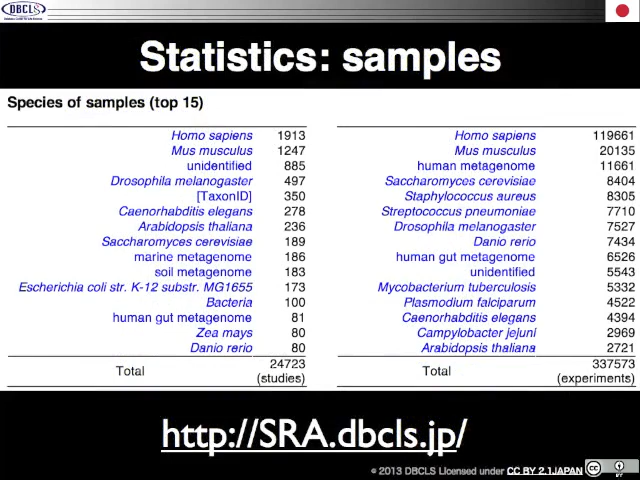 DBCLS
Statistics: samples
Species of samples (top 15)
Homo sapiens 1913
Mus musculus 1247
unidentified 885
Drosophila melanogaster 497
[TaxonID] 350
Caenorhabditis elegans 278
Arabidopsis thaliana 236
Saccharomyces cerevisiae 189
marine metagenome 186
soil metagenome 183
Escherichia coli str. K-12 substr. MG1655 173
Bacteria 100
human gut metagenome 81
Zea mays 80
Danio rerio 80
Total 24723
(studies)
Homo sapiens 119661
Mus musculus 20135
human metagenome 11661
Saccharomyces cerevisiae 8404
Staphylococcus aureus 8305
Streptococcus pneumoniae 7710
Drosophila melanogaster 7527
Danio rerio 7434
human gut metagenome 6526
unidentified 5543
Mycobacterium tuberculosis 5332
Plasmodium falciparum 4522
Caenorhabditis elegans 4394
Campylobacter jejuni 2969
Arabidopsis thaliana 2721
Total 337573
(experiments)
http://SRA.dbcls.jp/
© 2013 DBCLS Licensed under CC BY 2.1JAPAN